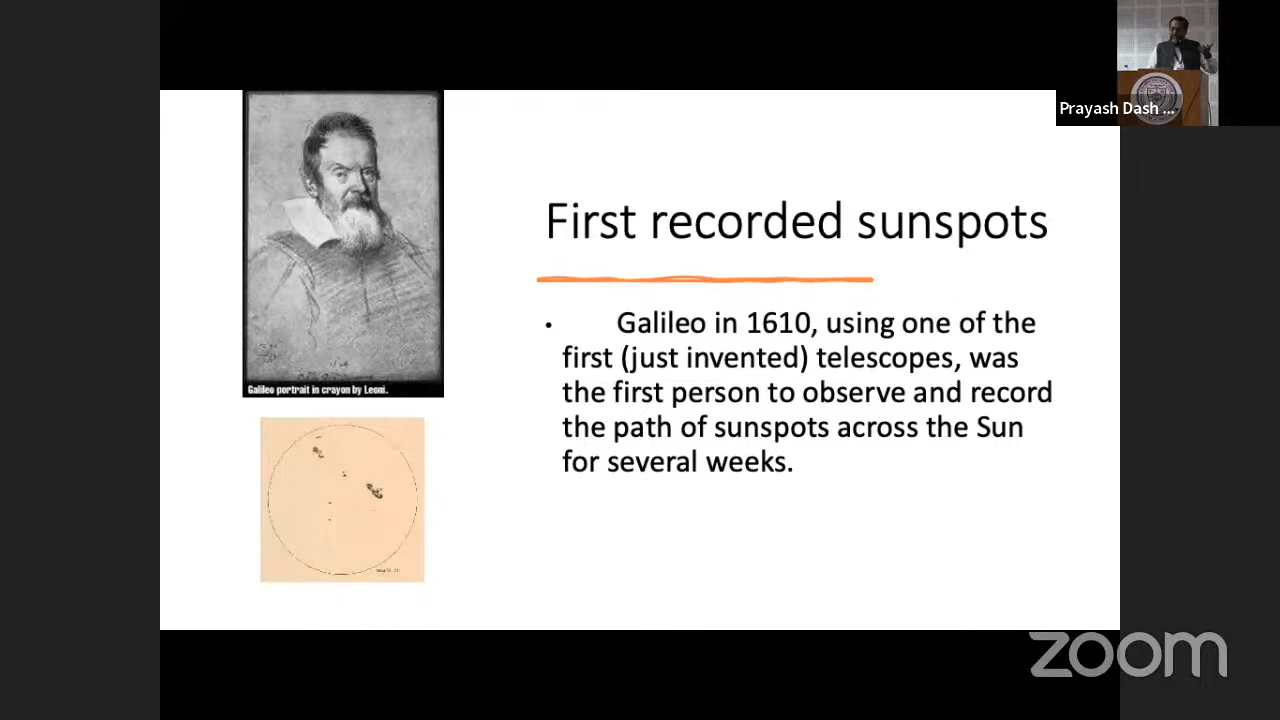 Prayash Dash ...
First recorded sunspots
• Galileo in 1610, using one of the
first (just invented) telescopes, was
the first person to observe and record
the path of sunspots across the Sun
for several weeks.
Galileo portrait in crayon by Leoni.
zoom